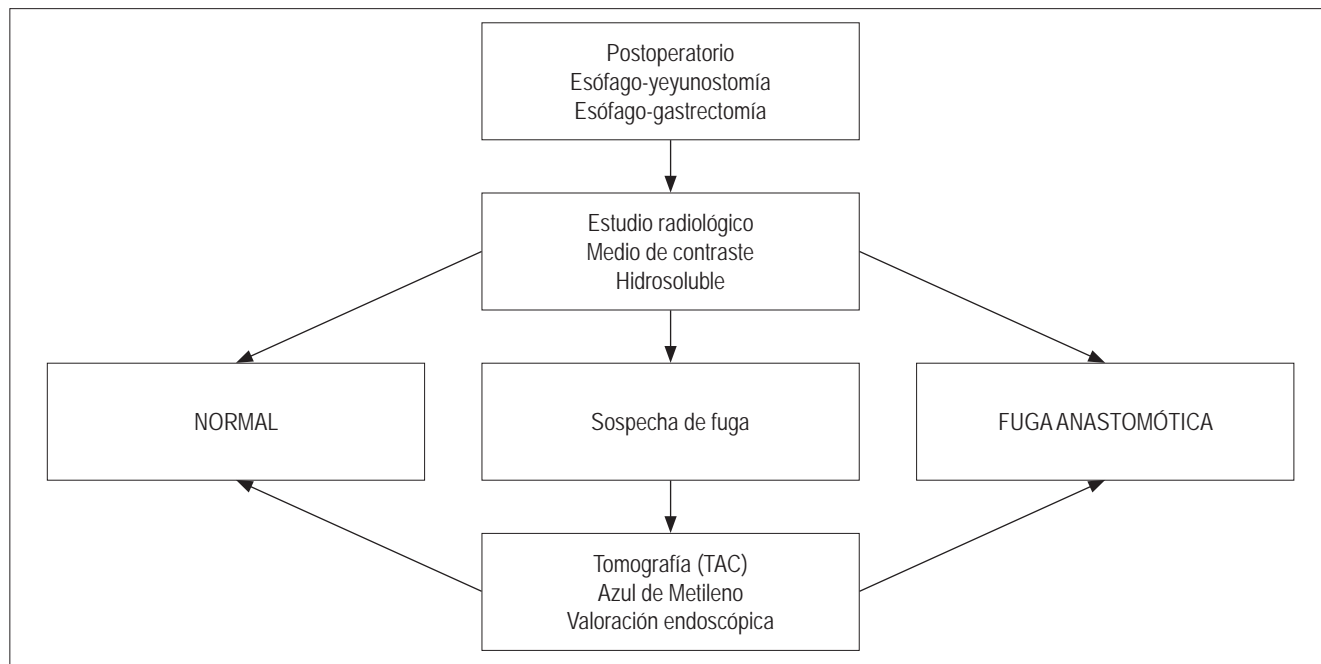 Postoperatorio
Esófago-yeyunostomía
Esófago-gastrectomía
Estudio radiológico
Medio de contraste
Hidrosoluble
NORMAL
Sospecha de fuga
FUGA ANASTOMÓTICA
Tomografía (TAC)
Azul de Metileno
Valoración endoscópica